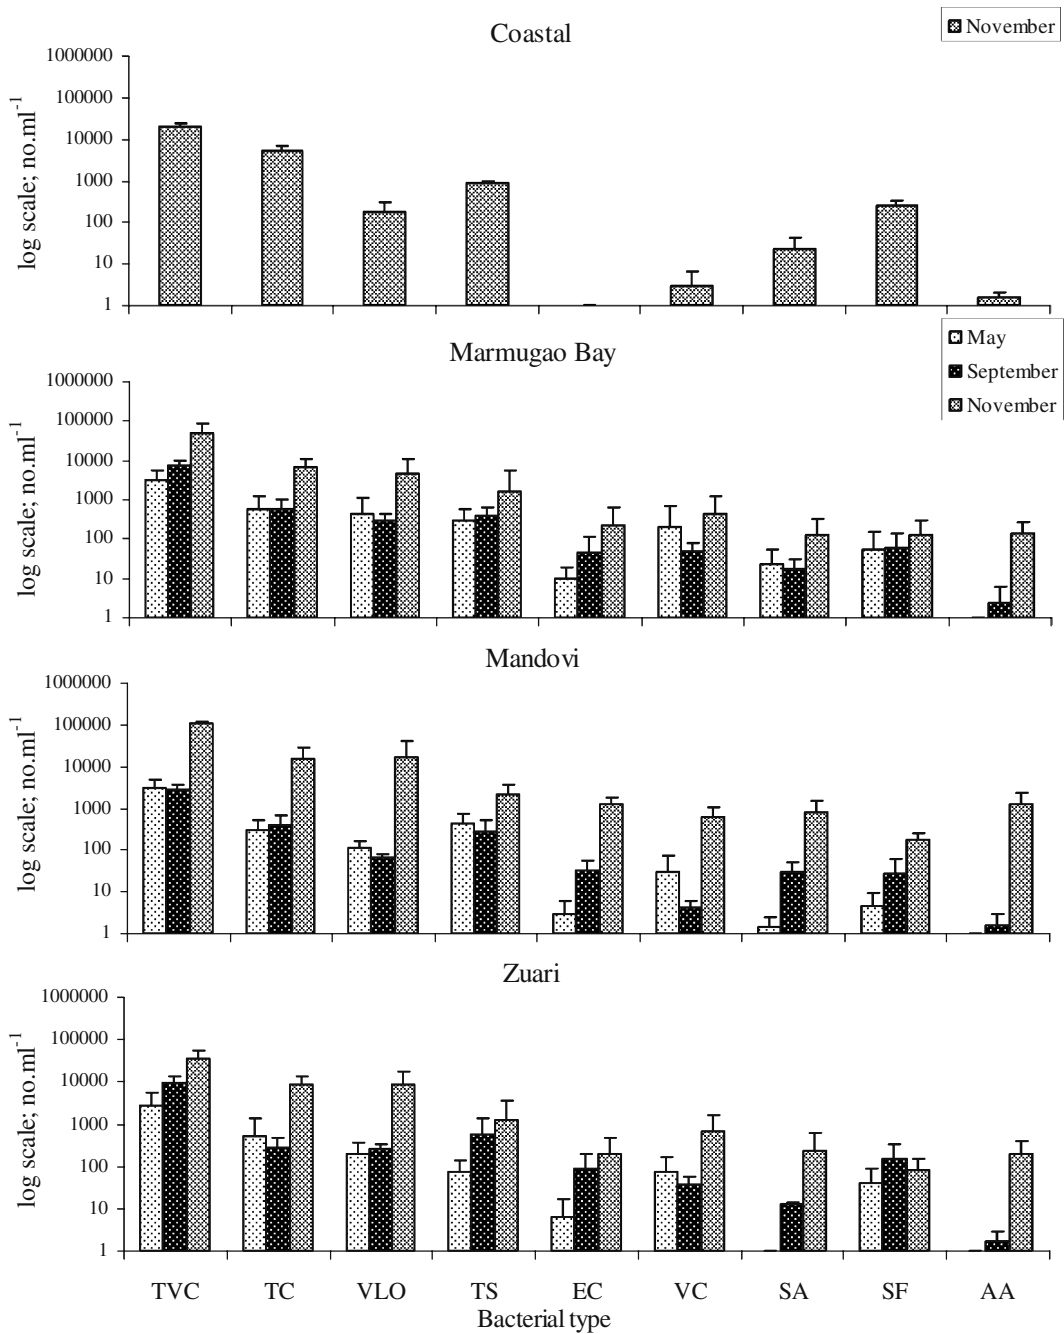 November
Coastal
log scale; no.ml-1
1000000
100000
10000
1000
100
10
1
May
September
November
Marmugao Bay
log scale; no.ml-1
1000000
100000
10000
1000
100
10
1
Mandovi
log scale; no.ml-1
1000000
100000
10000
1000
100
10
1
Zuari
log scale; no.ml-1
1000000
100000
10000
1000
100
10
1
TVC TC VLO TS EC VC SA SF AA
Bacterial type